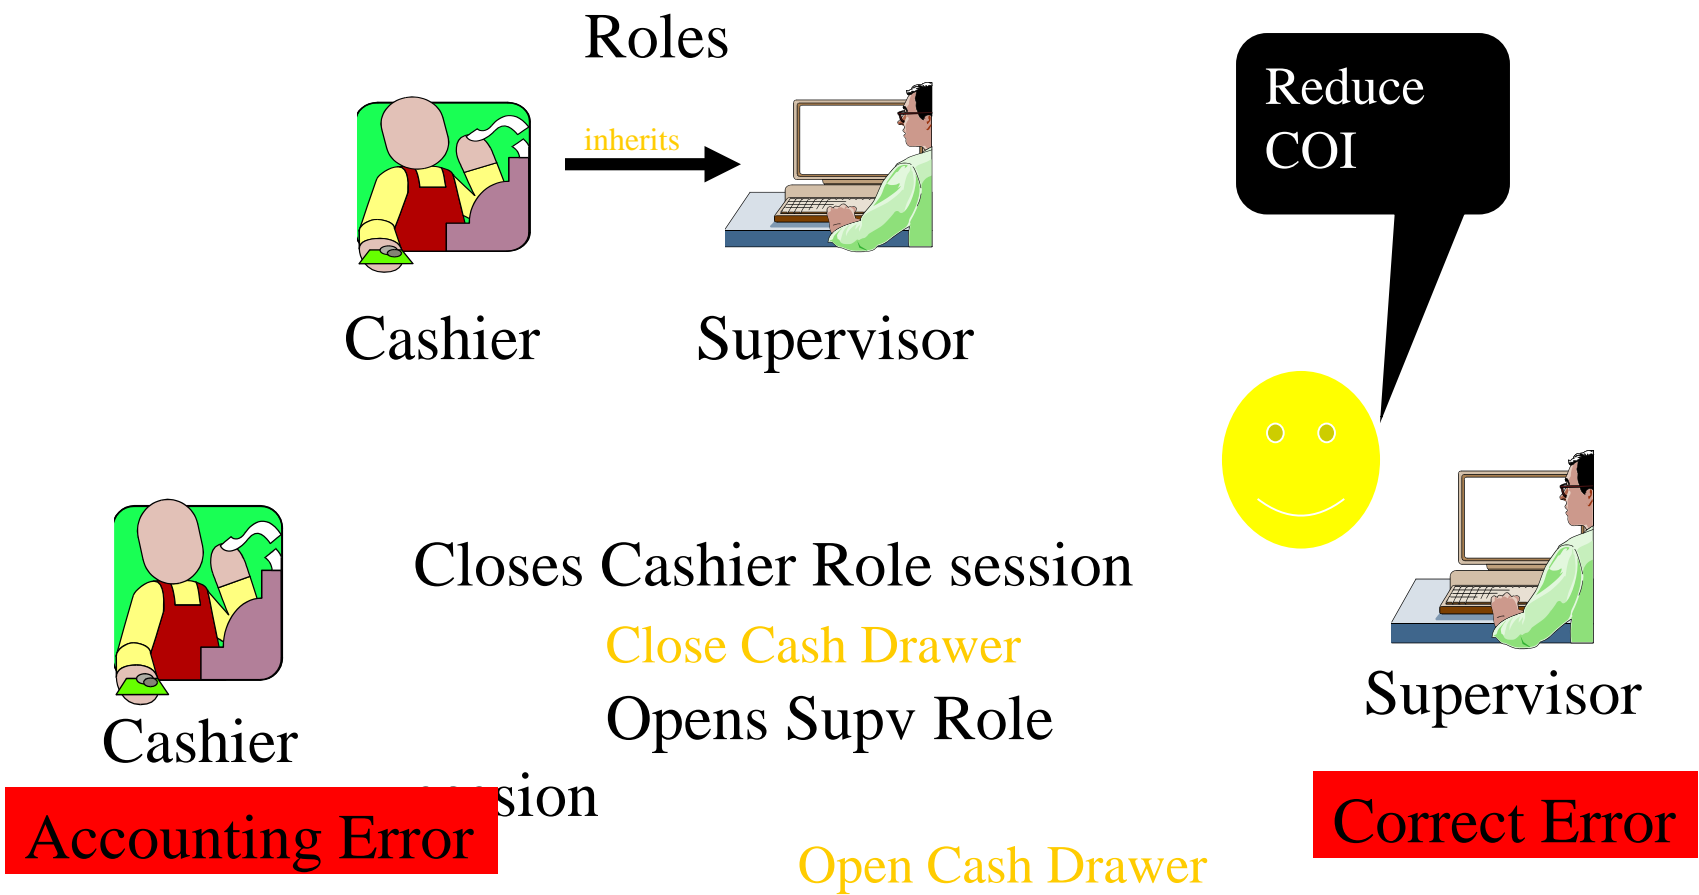 Roles
inherits
Reduce
COI
Cashier
Supervisor
Closes Cashier Role session
Close Cash Drawer
Opens Supv Role
sion
Open Cash Drawer
Cashier
Accounting Error
Supervisor
Correct Error